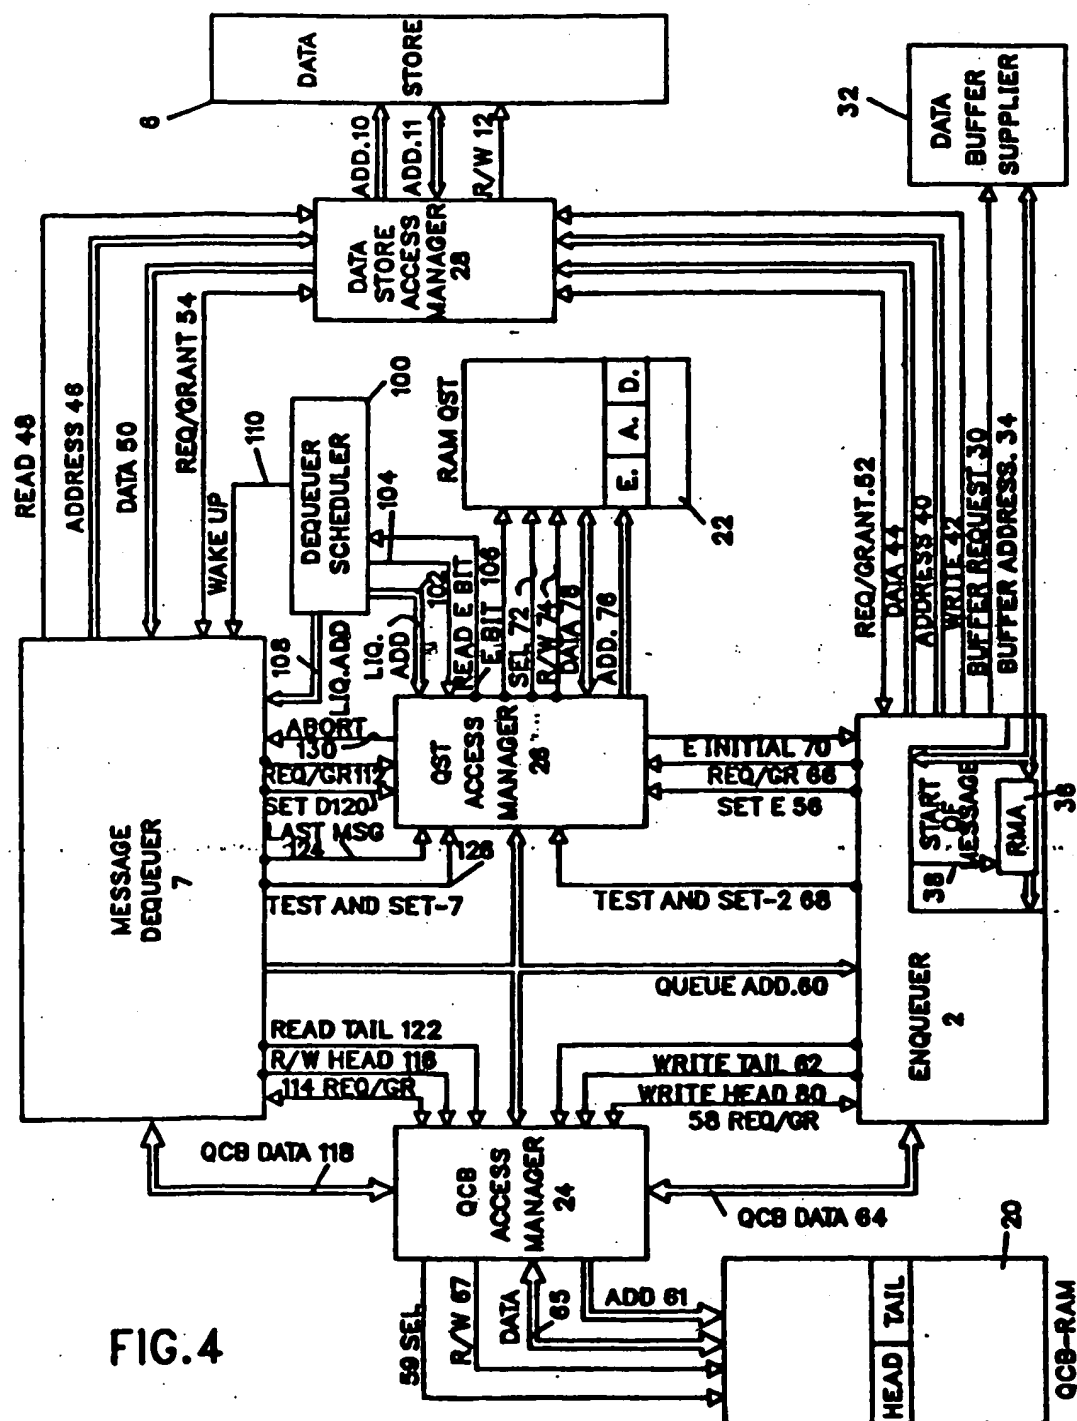 DATA
STORE
6
ADD.10
ADD.11
R/W 12
DATA
BUFFER
SUPPLIER
32
DATA
STORE
ACCESS
MANAGER
28
READ 48
ADDRESS 46
DATA 50
REQ/GRANT 54
WAKE UP
110
DEQUEUER
SCHEDULER
100
104
102
108
LIQ.ADD
LIQ.
ADD
READ E BIT
E BIT 106
SEL 72
R/W 74
DATA 78
ADD. 76
RAM QST
E. A. D.
22
REQ/GRANT.52
DATA 44
ADDRESS 40
WRITE 42
BUFFER REQUEST 30
BUFFER ADDRESS. 34
MESSAGE
DEQUEUER
7
ABORT
130
REQ/GR112
SET D120
LAST MSG
124
126
TEST AND SET-7
QST
ACCESS
MANAGER
26
E INITIAL 70
REQ/GR 66
SET E 56
TEST AND SET-2 68
START
OF
MESSAGE
38
RMA
36
QUEUE ADD.60
ENQUEUER
2
READ TAIL 122
R/W HEAD 116
114 REQ/GR
WRITE TAIL 62
WRITE HEAD 80
58 REQ/GR
QCB DATA 118
QCB
ACCESS
MANAGER
24
QCB DATA 64
59 SEL
R/W 67
DATA
65
ADD 61
HEAD TAIL
20
QCB-RAM
FIG.4